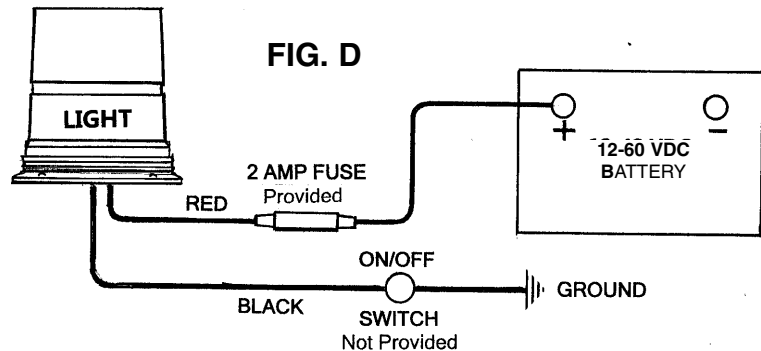 FIG. D
LIGHT
2 AMP FUSE
Provided
RED
+
–
12-60 VDC
BATTERY
ON/OFF
BLACK
SWITCH
Not Provided
GROUND